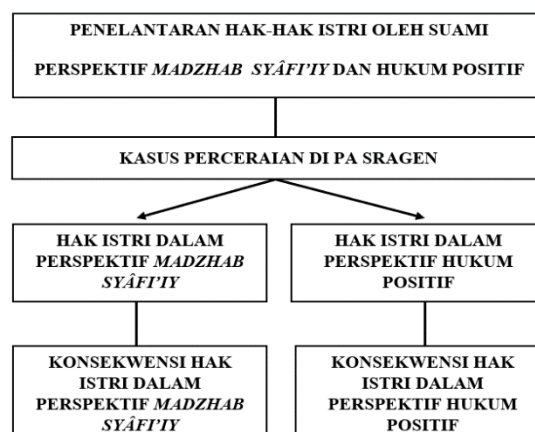 PENELANTARAN HAK-HAK ISTRI OLEH SUAMI
PERSPEKTIF MADZHAB SYÂFI'IY DAN HUKUM POSITIF
KASUS PERCERAIAN DI PA SRAGEN
HAK ISTRI DALAM
PERSPEKTIF MADZHAB
SYÂFI'IY
HAK ISTRI DALAM
PERSPEKTIF HUKUM
POSITIF
KONSEKWENSI HAK
ISTRI DALAM
PERSPEKTIF MADZHAB
SYÂFI'IY
KONSEKWENSI HAK
ISTRI DALAM
PERSPEKTIF HUKUM
POSITIF